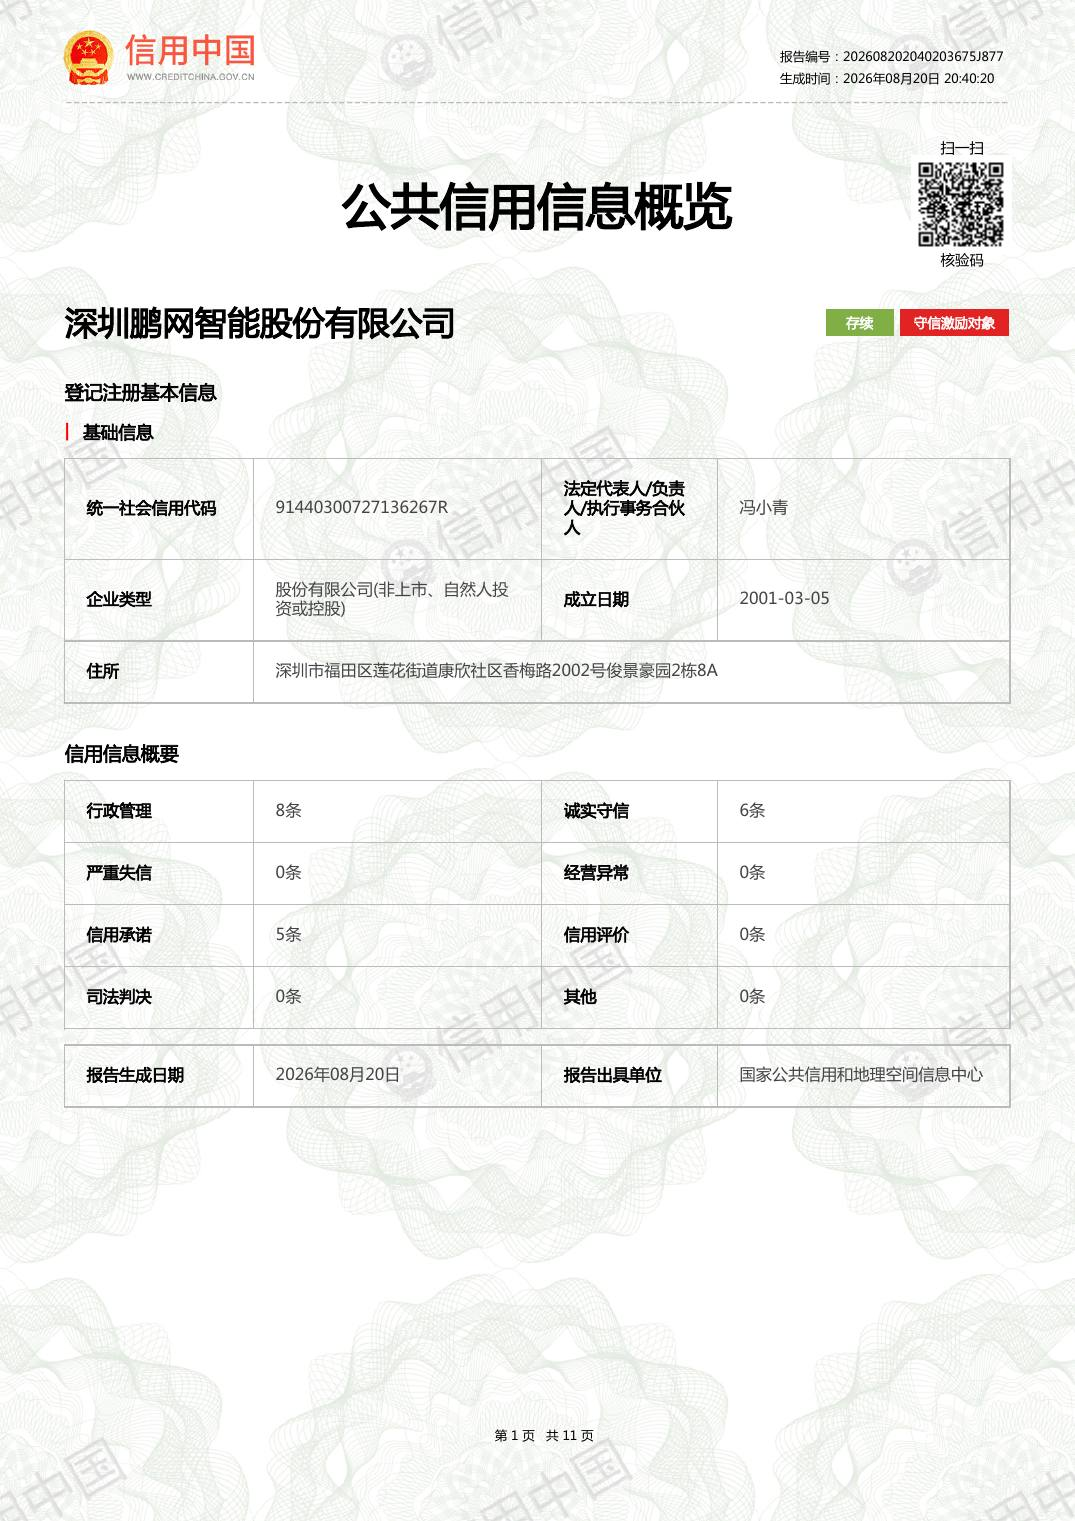 信用中国
WWW.CREDITCHINA.GOV.CN
报告编号：202608202040203675J877
生成时间：2026年08月20日 20:40:20
扫一扫
核验码
公共信用信息概览
深圳鹏网智能股份有限公司
存续
守信激励对象
登记注册基本信息
基础信息
统一社会信用代码
91440300727136267R
法定代表人/负责
人/执行事务合伙
人
冯小青
企业类型
股份有限公司(非上市、自然人投
资或控股)
成立日期
2001-03-05
住所
深圳市福田区莲花街道康欣社区香梅路2002号俊景豪园2栋8A
信用信息概要
行政管理
8条
诚实守信
6条
严重失信
0条
经营异常
0条
信用承诺
5条
信用评价
0条
司法判决
0条
其他
0条
报告生成日期
2026年08月20日
报告出具单位
国家公共信用和地理空间信息中心
第 1 页 共 11 页